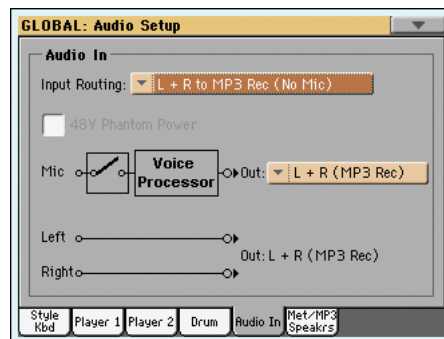 GLOBAL: Audio Setup
Audio In
Input Routing: L + R to MP3 Rec (No Mic)
48V Phantom Power
Mic Voice Processor Out: L + R (MP3 Rec)
Left
Out: L + R (MP3 Rec)
Right
Style Kbd Player 1 Player 2 Drum Audio In Met/MP3 Speakrs